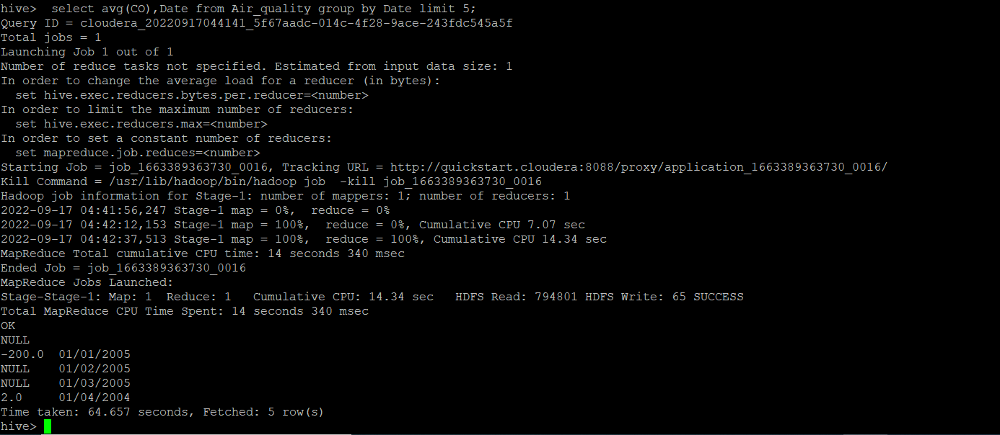 hive>  select avg(CO),Date from Air_quality group by Date limit 5;
Query ID = cloudera_20220917044141_5f67aadc-014c-4f28-9ace-243fdc545a5f
Total jobs = 1
Launching Job 1 out of 1
Number of reduce tasks not specified. Estimated from input data size: 1
In order to change the average load for a reducer (in bytes):
  set hive.exec.reducers.bytes.per.reducer=<number>
In order to limit the maximum number of reducers:
  set hive.exec.reducers.max=<number>
In order to set a constant number of reducers:
  set mapreduce.job.reduces=<number>
Starting Job = job_1663389363730_0016, Tracking URL = http://quickstart.cloudera:8088/proxy/application_1663389363730_0016/
Kill Command = /usr/lib/hadoop/bin/hadoop job  -kill job_1663389363730_0016
Hadoop job information for Stage-1: number of mappers: 1; number of reducers: 1
2022-09-17 04:41:56,247 Stage-1 map = 0%,  reduce = 0%
2022-09-17 04:42:12,153 Stage-1 map = 100%,  reduce = 0%, Cumulative CPU 7.07 sec
2022-09-17 04:42:37,513 Stage-1 map = 100%,  reduce = 100%, Cumulative CPU 14.34 sec
MapReduce Total cumulative CPU time: 14 seconds 340 msec
Ended Job = job_1663389363730_0016
MapReduce Jobs Launched:
Stage-Stage-1: Map: 1  Reduce: 1   Cumulative CPU: 14.34 sec   HDFS Read: 794801 HDFS Write: 65 SUCCESS
Total MapReduce CPU Time Spent: 14 seconds 340 msec
OK
NULL
-200.0  01/01/2005
NULL    01/02/2005
NULL    01/03/2005
2.0     01/04/2004
Time taken: 64.657 seconds, Fetched: 5 row(s)
hive>